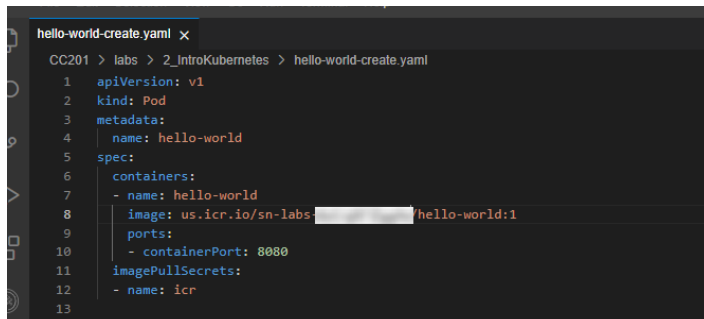 hello-world-create.yaml ×
CC201 > labs > 2_IntroKubernetes > hello-world-create.yaml
1 apiVersion: v1
2 kind: Pod
3 metadata:
4   name: hello-world
5 spec:
6   containers:
7   - name: hello-world
8     image: us.icr.io/sn-labs- /hello-world:1
9     ports:
10     - containerPort: 8080
11   imagePullSecrets:
12   - name: icr
13